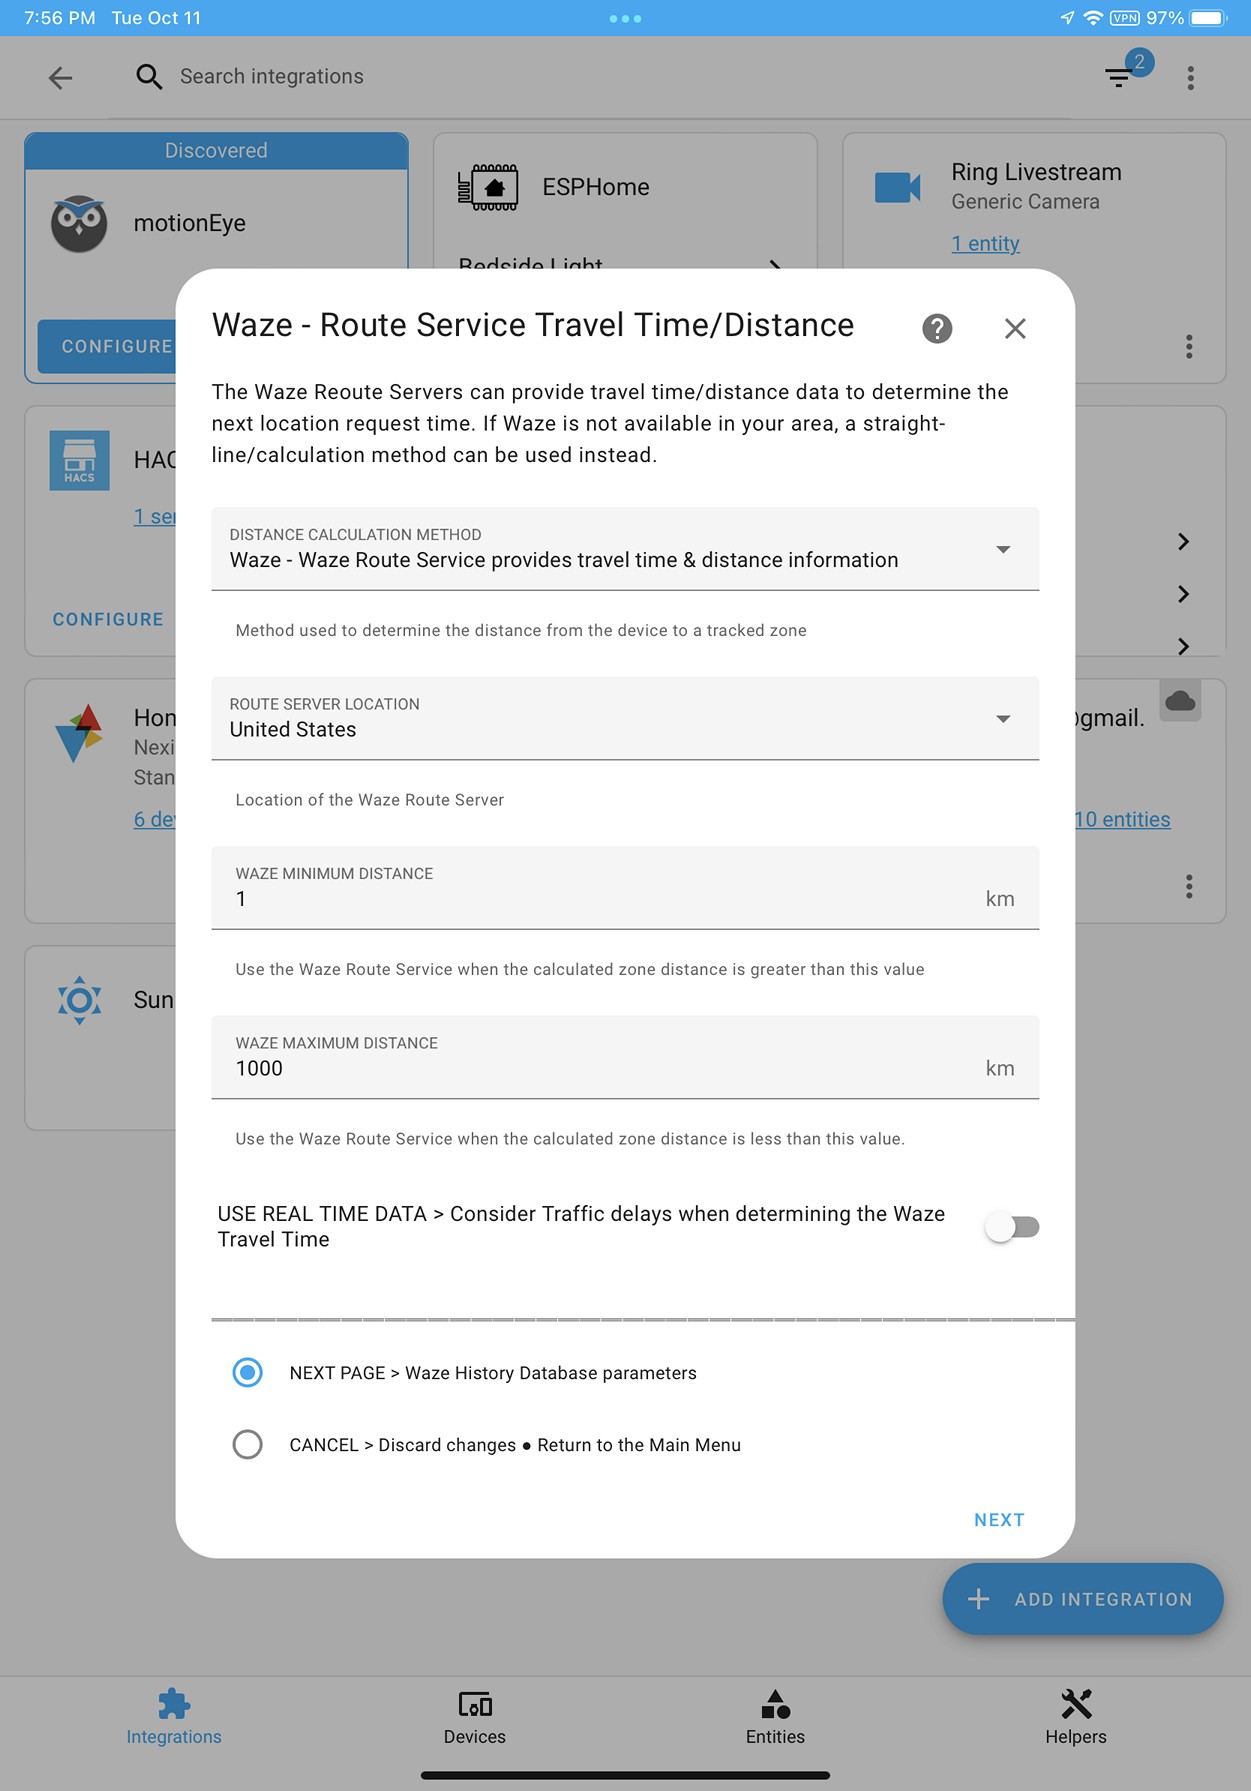 7:56 PM Tue Oct 11
VPN 97%
Search integrations
2
Discovered
motionEye
CONFIGURE
ESPHome
Bedside Light
Ring Livestream
Generic Camera
1 entity
Waze - Route Service Travel Time/Distance
The Waze Reoute Servers can provide travel time/distance data to determine the
next location request time. If Waze is not available in your area, a straight-
line/calculation method can be used instead.
HACS
HAC
1 ser
CONFIGURE
DISTANCE CALCULATION METHOD
Waze - Waze Route Service provides travel time & distance information
Method used to determine the distance from the device to a tracked zone
ROUTE SERVER LOCATION
United States
Location of the Waze Route Server
Hon
Nexi
Stan
6 de
gmail.
10 entities
WAZE MINIMUM DISTANCE
1 km
Use the Waze Route Service when the calculated zone distance is greater than this value
Sun
WAZE MAXIMUM DISTANCE
1000 km
Use the Waze Route Service when the calculated zone distance is less than this value.
USE REAL TIME DATA > Consider Traffic delays when determining the Waze
Travel Time
NEXT PAGE > Waze History Database parameters
CANCEL > Discard changes ● Return to the Main Menu
NEXT
ADD INTEGRATION
Integrations
Devices
Entities
Helpers